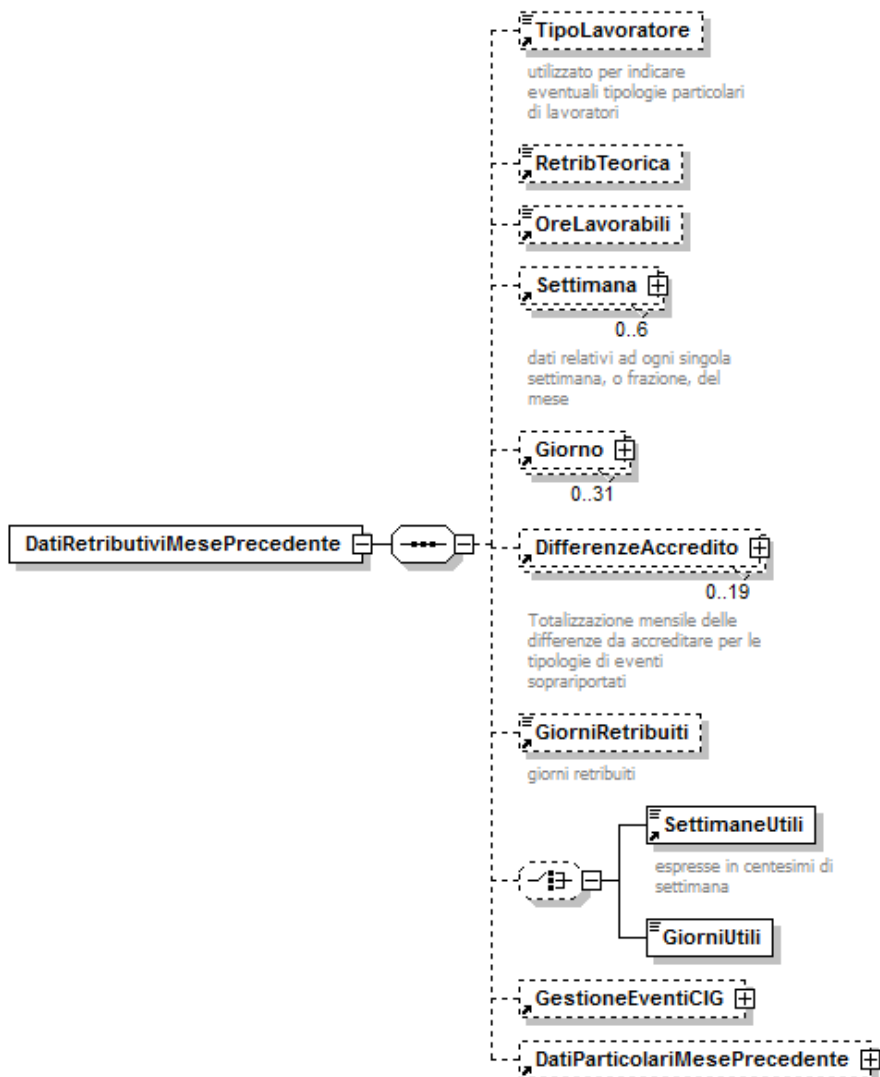 TipoLavoratore
utilizzato per indicare
eventuali tipologie particolari
di lavoratori
RetribTeorica
OreLavorabili
Settimana
0..6
dati relativi ad ogni singola
settimana, o frazione, del
mese
Giorno
0..31
DatiRetributiviMesePrecedente
DifferenzeAccredito
0..19
Totalizzazione mensile delle
differenze da accreditare per le
tipologie di eventi
soprariportati
GiorniRetribuiti
giorni retribuiti
SettimaneUtili
espresse in centesimi di
settimana
GiorniUtili
GestioneEventiCIG
DatiParticolariMesePrecedente